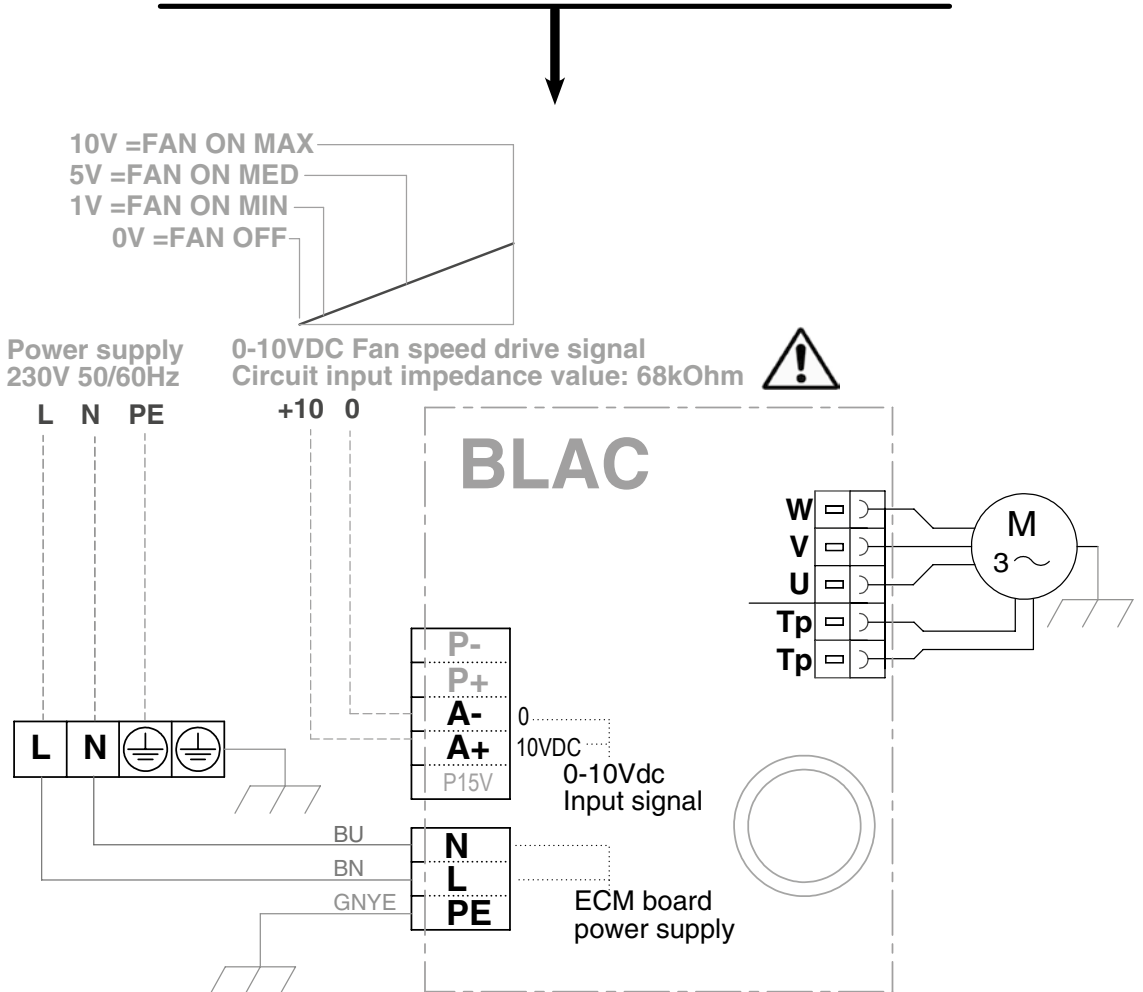 10V =FAN ON MAX
5V =FAN ON MED
1V =FAN ON MIN
0V =FAN OFF
Power supply
230V 50/60Hz
L N PE
0-10VDC Fan speed drive signal
Circuit input impedance value: 68kOhm
+10 0
BLAC
W
V
U
Tp
Tp
M
3~
P-
P+
A- 0
A+ 10VDC
P15V
0-10Vdc
Input signal
L N
BU
BN
GNYE
N
L
PE
ECM board
power supply